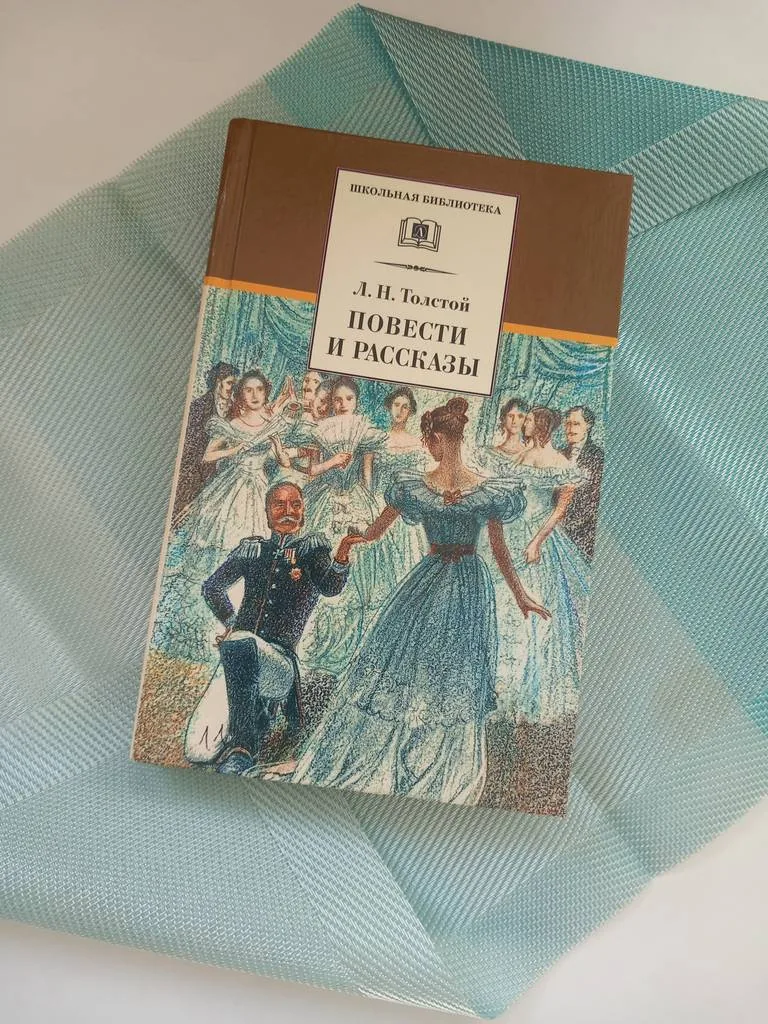 ШКОЛЬНАЯ БИБЛИОТЕКА
Л. Н. Толстой
ПОВЕСТИ
И РАССКАЗЫ